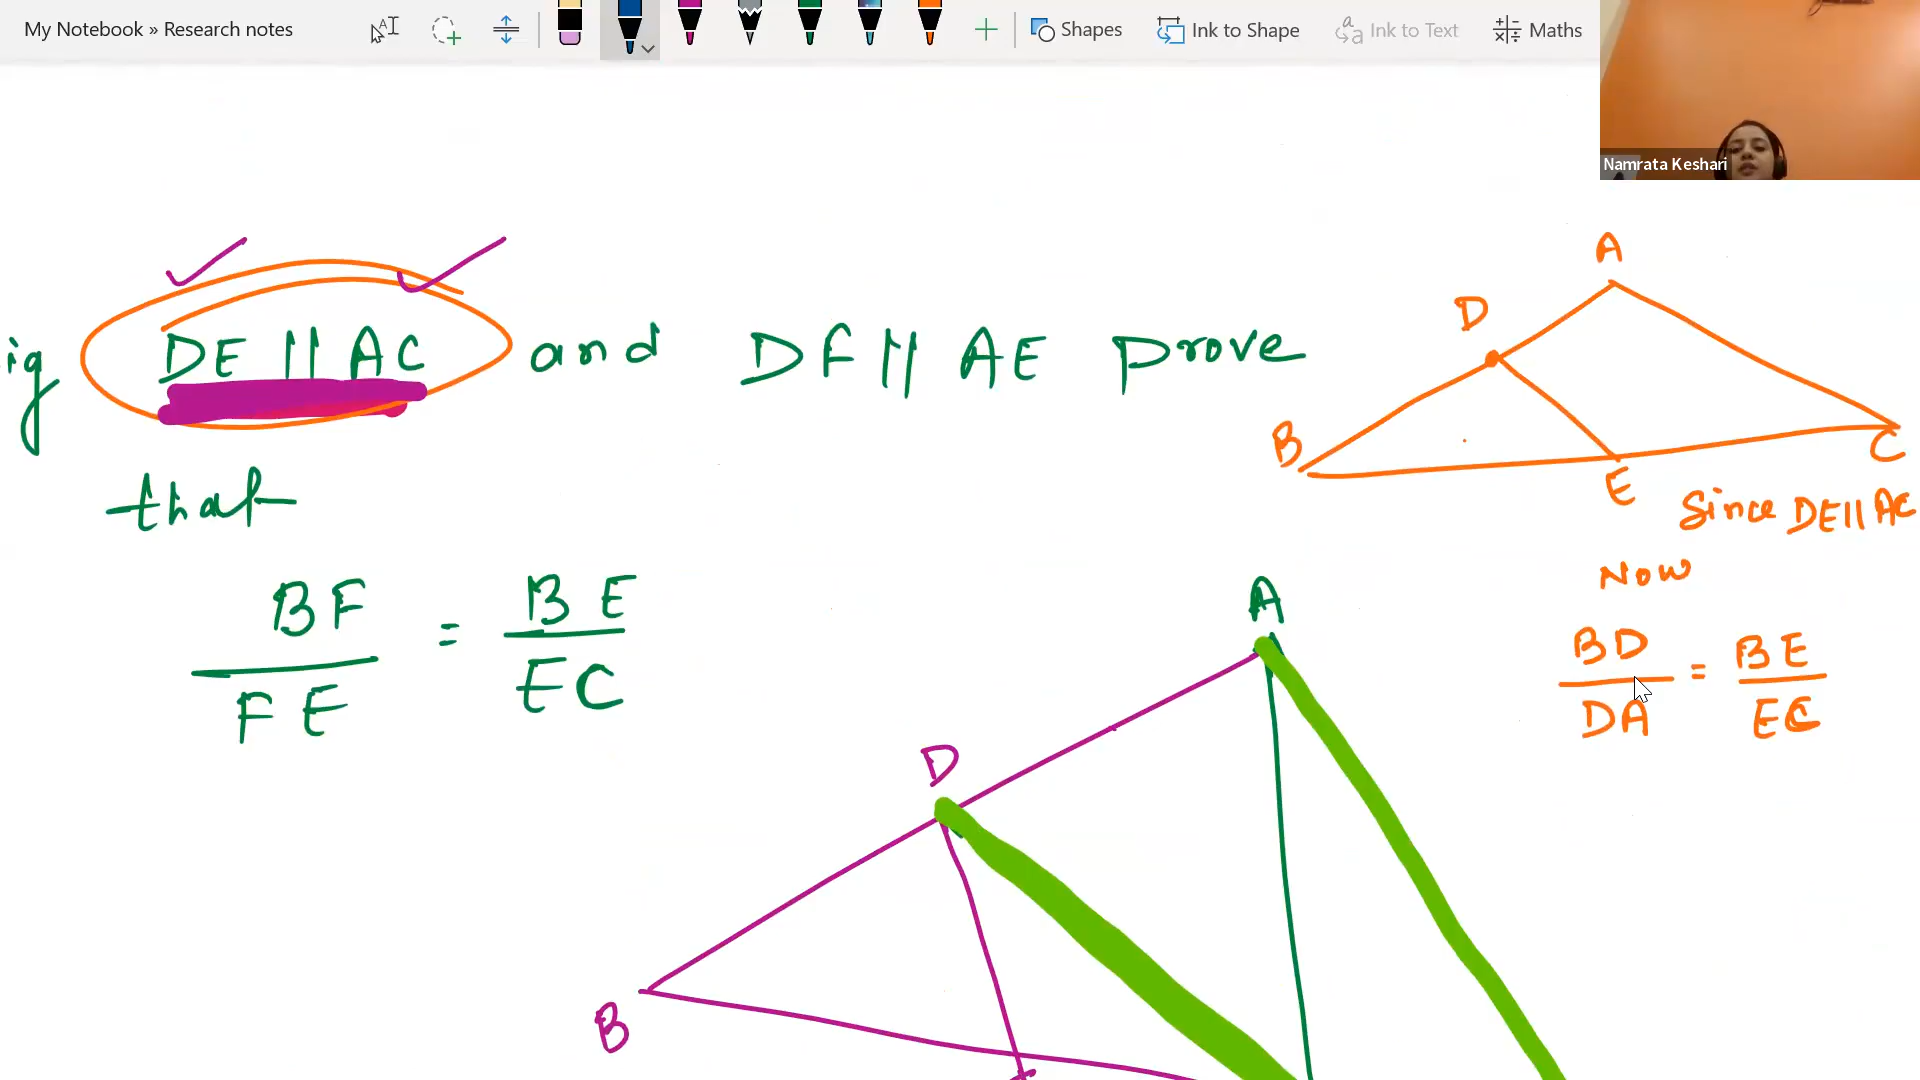 My Notebook » Research notes
Shapes
Ink to Shape
Ink to Text
Maths
Namrata Keshari
ig DE || AC and DF || AE prove
that
BF = BE
FE EC
A
D
B
E
C
Since DE || AC
Now
BD = BE
DA EC
A
D
B